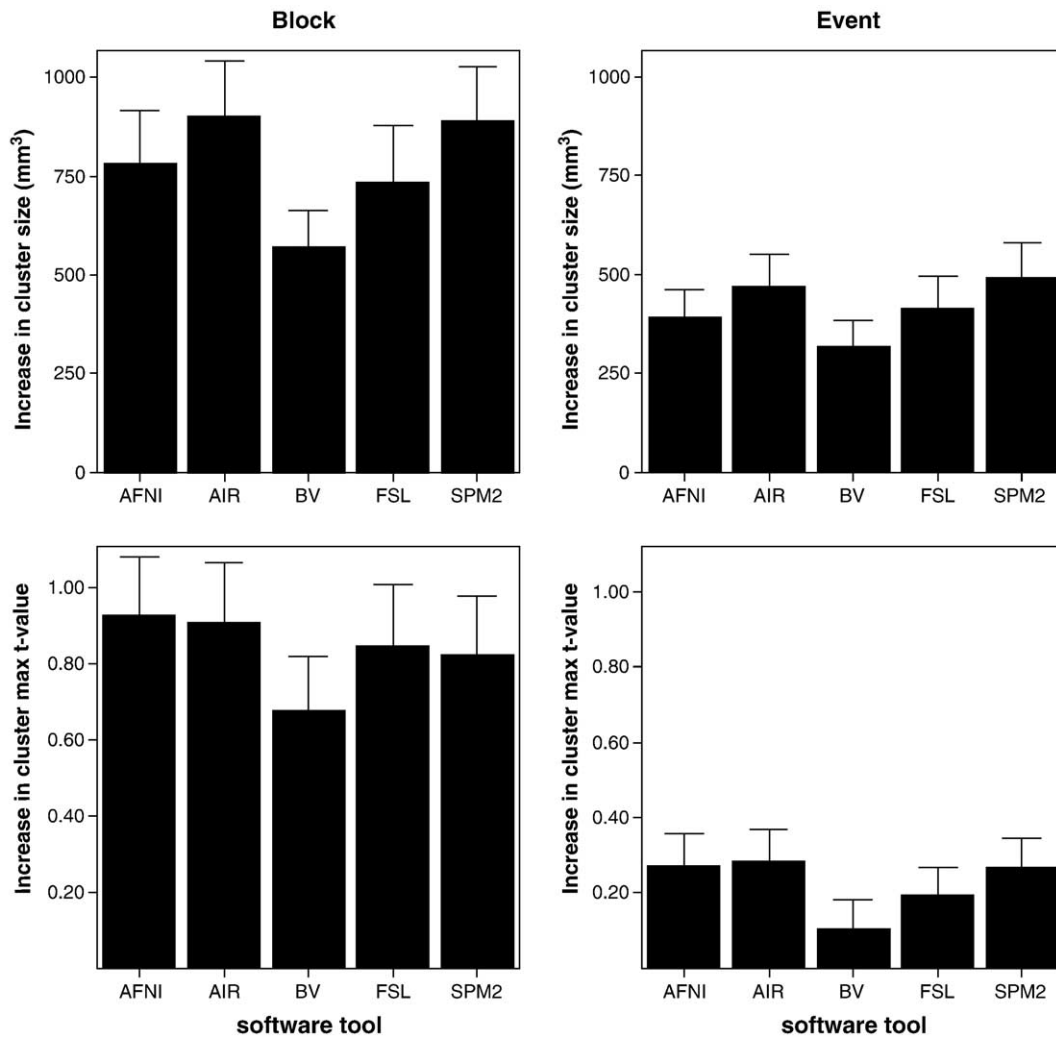 Block
Event
Increase in cluster size (mm³)
1000
750
500
250
0
AFNI AIR BV FSL SPM2
Increase in cluster size (mm³)
1000
750
500
250
0
AFNI AIR BV FSL SPM2
Increase in cluster max t-value
1.00
0.80
0.60
0.40
0.20
AFNI AIR BV FSL SPM2
software tool
Increase in cluster max t-value
1.00
0.80
0.60
0.40
0.20
AFNI AIR BV FSL SPM2
software tool